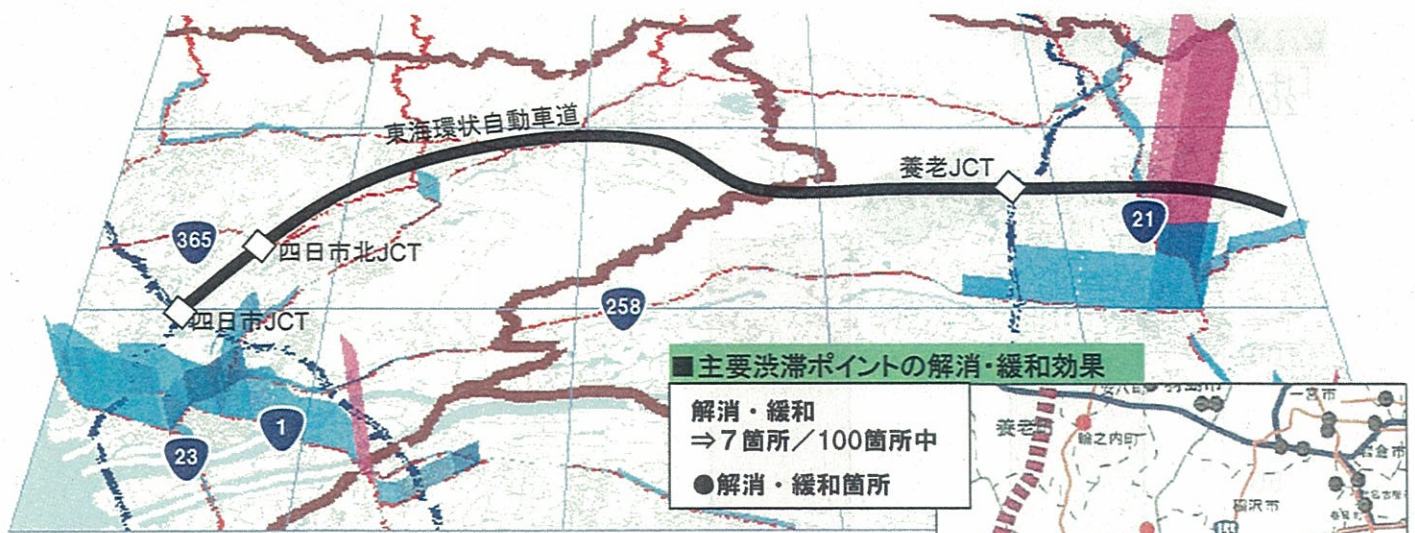 東海環状自動車道
養老JCT
21
365
四日市北JCT
四日市JCT
258
1
23
■主要渋滞ポイントの解消・緩和効果
解消・緩和
⇒7箇所／100箇所中
●解消・緩和箇所
養老
輪之内町
一宮市
岩倉市
稲沢市